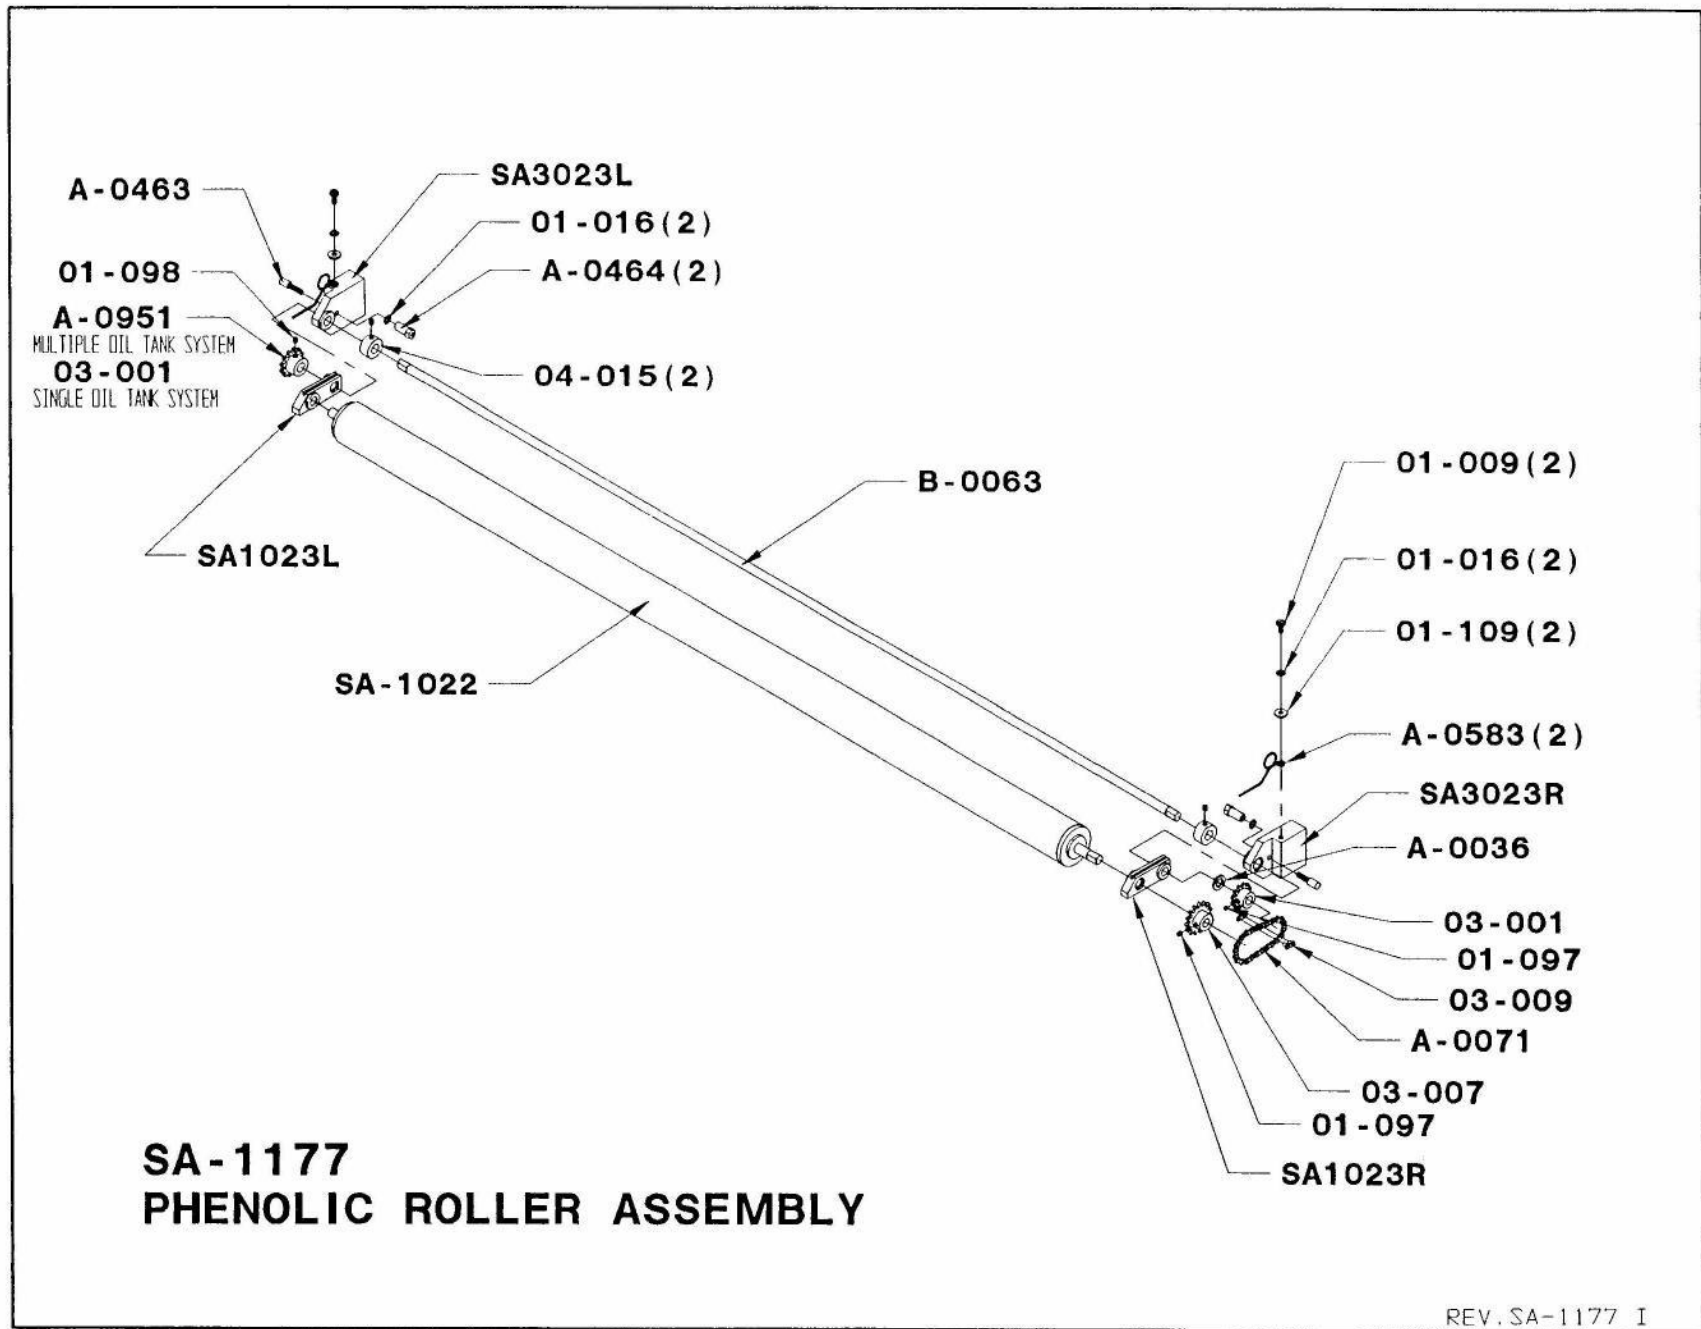 A-0463
01-098
A-0951
MULTIPLE OIL TANK SYSTEM
03-001
SINGLE OIL TANK SYSTEM
SA3023L
01-016(2)
A-0464(2)
04-015(2)
B-0063
SA1023L
SA-1022
01-009(2)
01-016(2)
01-109(2)
A-0583(2)
SA3023R
A-0036
03-001
01-097
03-009
A-0071
03-007
01-097
SA1023R
SA-1177
PHENOLIC ROLLER ASSEMBLY
REV.SA-1177 I